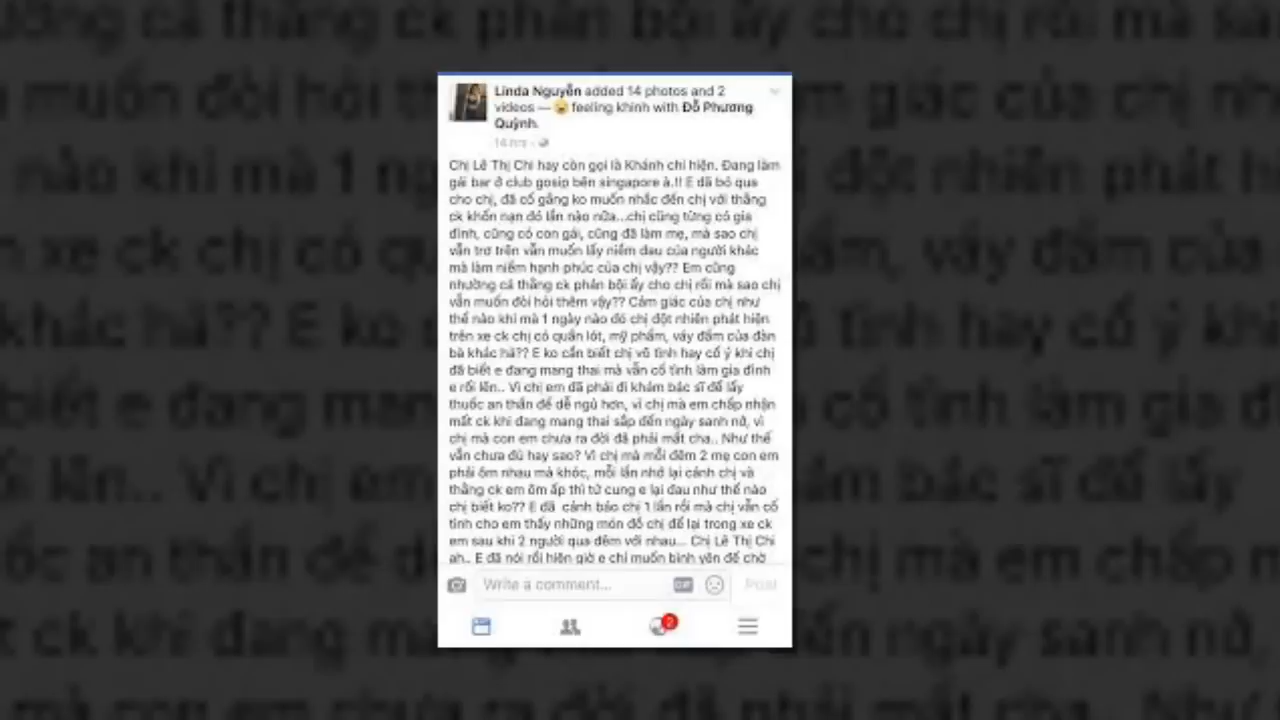 Linda Nguyễn added 14 photos and 2
videos — feeling khinh with Đỗ Phương
Quỳnh.
14 hrs
Chị Lê Thị Chi hay còn gọi là Khánh chi hiện. Đang làm
gái bar ở club gosip bên singapore à.!! E đã bỏ qua
cho chị, đã cố gắng ko muốn nhắc đến chị với thằng
ck khốn nạn đó lần nào nữa...chị cũng từng có gia
đình, cũng có con gái, cũng đã làm mẹ, mà sao chị
vẫn trơ trên vẫn muốn lấy niềm đau của người khác
mà làm niềm hạnh phúc của chị vậy?? Em cũng
nhường cả thằng ck phản bội ấy cho chị rồi mà sao chị
vẫn muốn đòi hỏi thêm vậy?? Cảm giác của chị như
thế nào khi mà 1 ngày nào đó chị đột nhiên phát hiện
trên xe ck chị có quần lót, mỹ phẩm, váy đầm của đàn
bà khác hả?? E ko cần biết chị vô tình hay cố ý khi chị
đã biết e đang mang thai mà vẫn cố tình làm gia đình
e rối lên.. Vì chị em đã phải đi khám bác sĩ để lấy
thuốc an thần để dễ ngủ hơn, vì chị mà em chấp nhận
mất ck khi đang mang thai sắp đến ngày sanh nở, vì
chị mà con em chưa ra đời đã phải mất cha.. Như thế
vẫn chưa đủ hay sao? Vì chị mà mỗi đêm 2 mẹ con em
phải ôm nhau mà khóc, mỗi lần nhớ lại cảnh chị và
thằng ck em ôm ấp thì tử cung e lại đau như thế nào
chị biết ko?? E đã cảnh báo chị 1 lần rồi mà chị vẫn cố
tình cho em thấy những món đồ chị để lại trong xe ck
em sau khi 2 người qua đêm với nhau... Chị Lê Thị Chi
ah.. E đã nói rồi hiện giờ e chỉ muốn bình yên để chờ
Write a comment...
GIF
Post
2